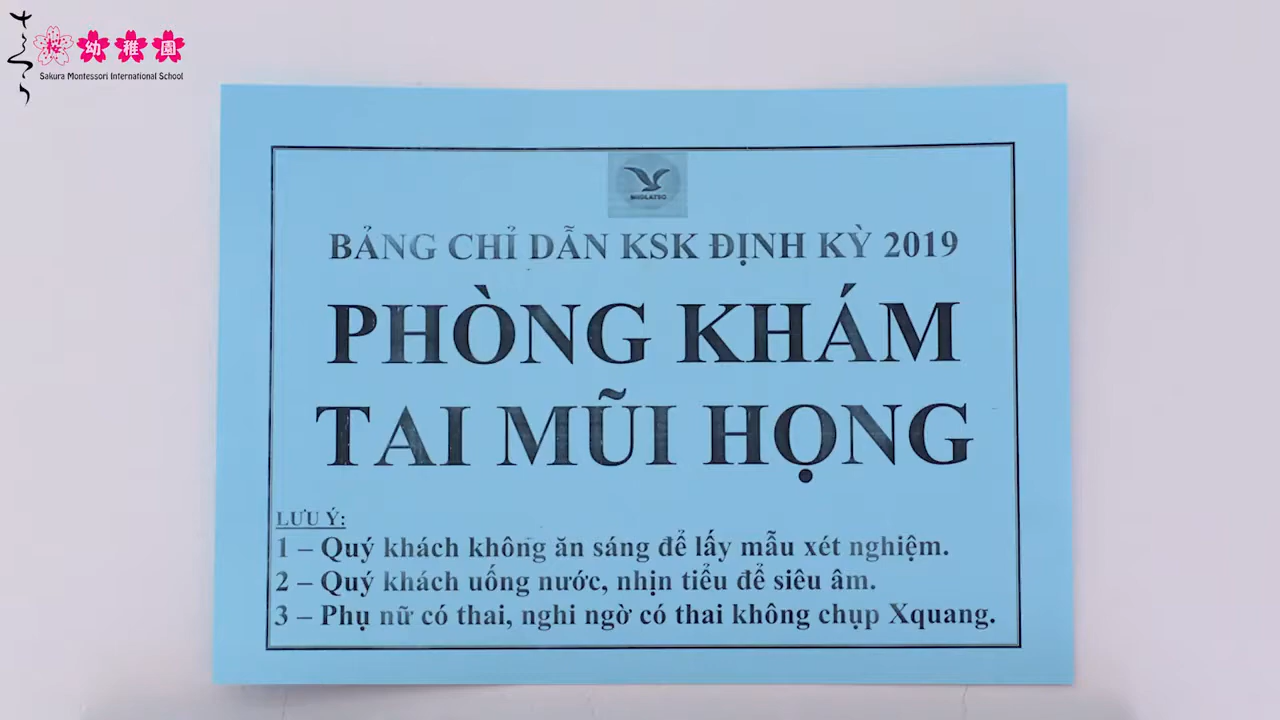 桜 幼 稚 園
Sakura Montessori International School
MEDLATEC
BẢNG CHỈ DẪN KSK ĐỊNH KỲ 2019
PHÒNG KHÁM
TAI MŨI HỌNG
LƯU Ý:
1 – Quý khách không ăn sáng để lấy mẫu xét nghiệm.
2 – Quý khách uống nước, nhịn tiểu để siêu âm.
3 – Phụ nữ có thai, nghi ngờ có thai không chụp Xquang.